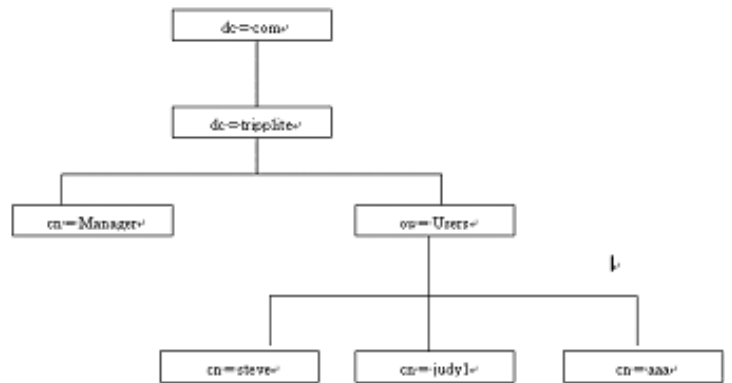 dc=com
dc=tripplite
cn=Manager
ou=Users
cn=steve
cn=judy1
cn=aaa